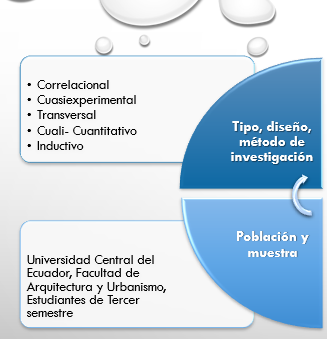 • Correlacional
• Cuasiexperimental
• Transversal
• Cuali- Cuantitativo
• Inductivo
Tipo, diseño,
método de
investigación
Población y
muestra
Universidad Central del
Ecuador, Facultad de
Arquitectura y Urbanismo,
Estudiantes de Tercer
semestre